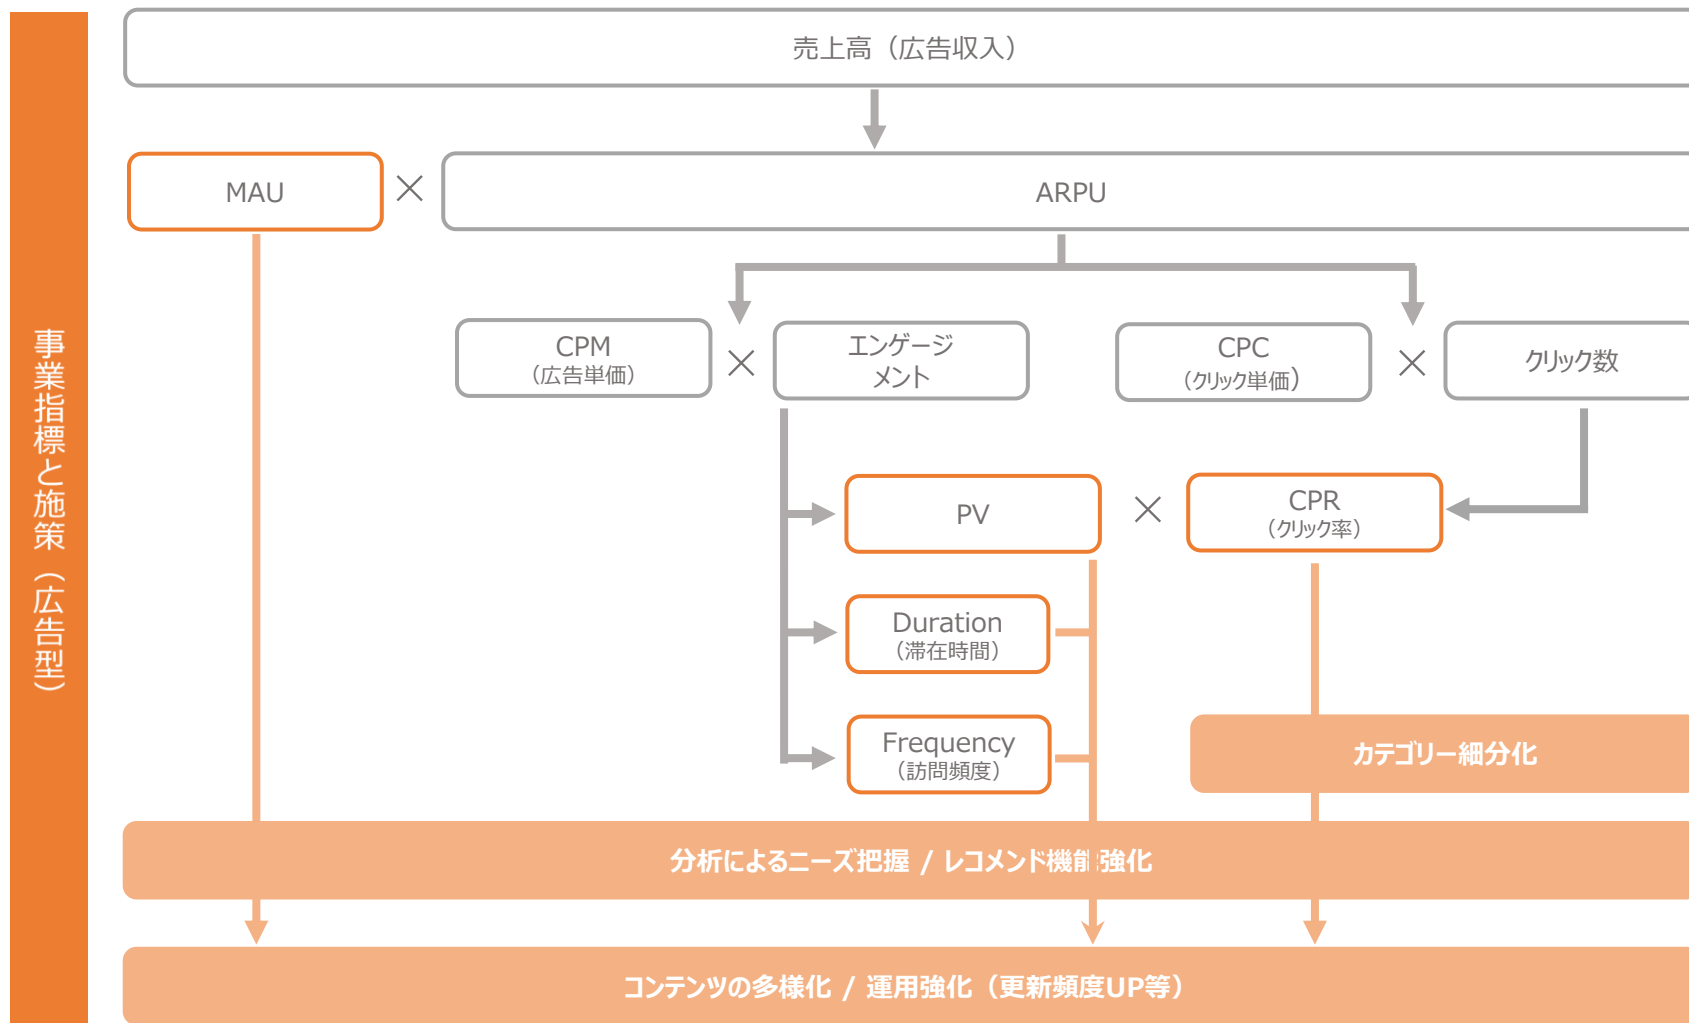 事業指標と施策（広告型）
売上高（広告収入）
MAU
×
ARPU
CPM
（広告単価）
×
エンゲージ
メント
CPC
（クリック単価）
×
クリック数
PV
×
CPR
（クリック率）
Duration
（滞在時間）
Frequency
（訪問頻度）
カテゴリー細分化
分析によるニーズ把握 / レコメンド機能強化
コンテンツの多様化 / 運用強化（更新頻度UP等）